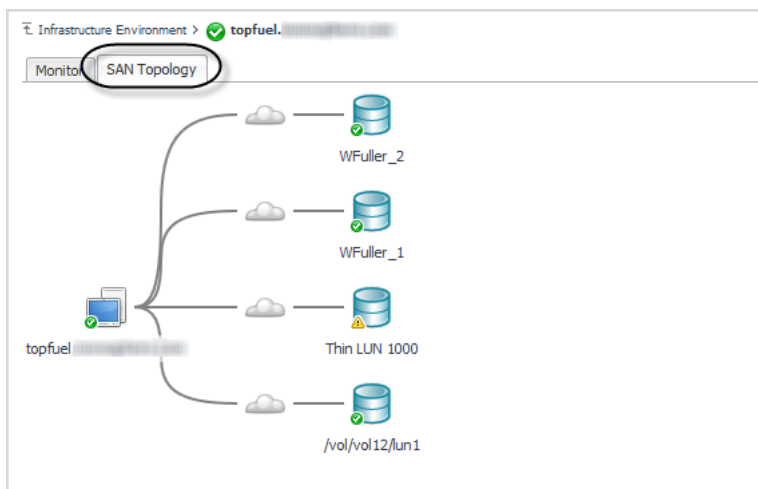 Infrastructure Environment > topfuel.
Monitor SAN Topology
WFuller_2
WFuller_1
topfuel
Thin LUN 1000
/vol/vol12/lun1